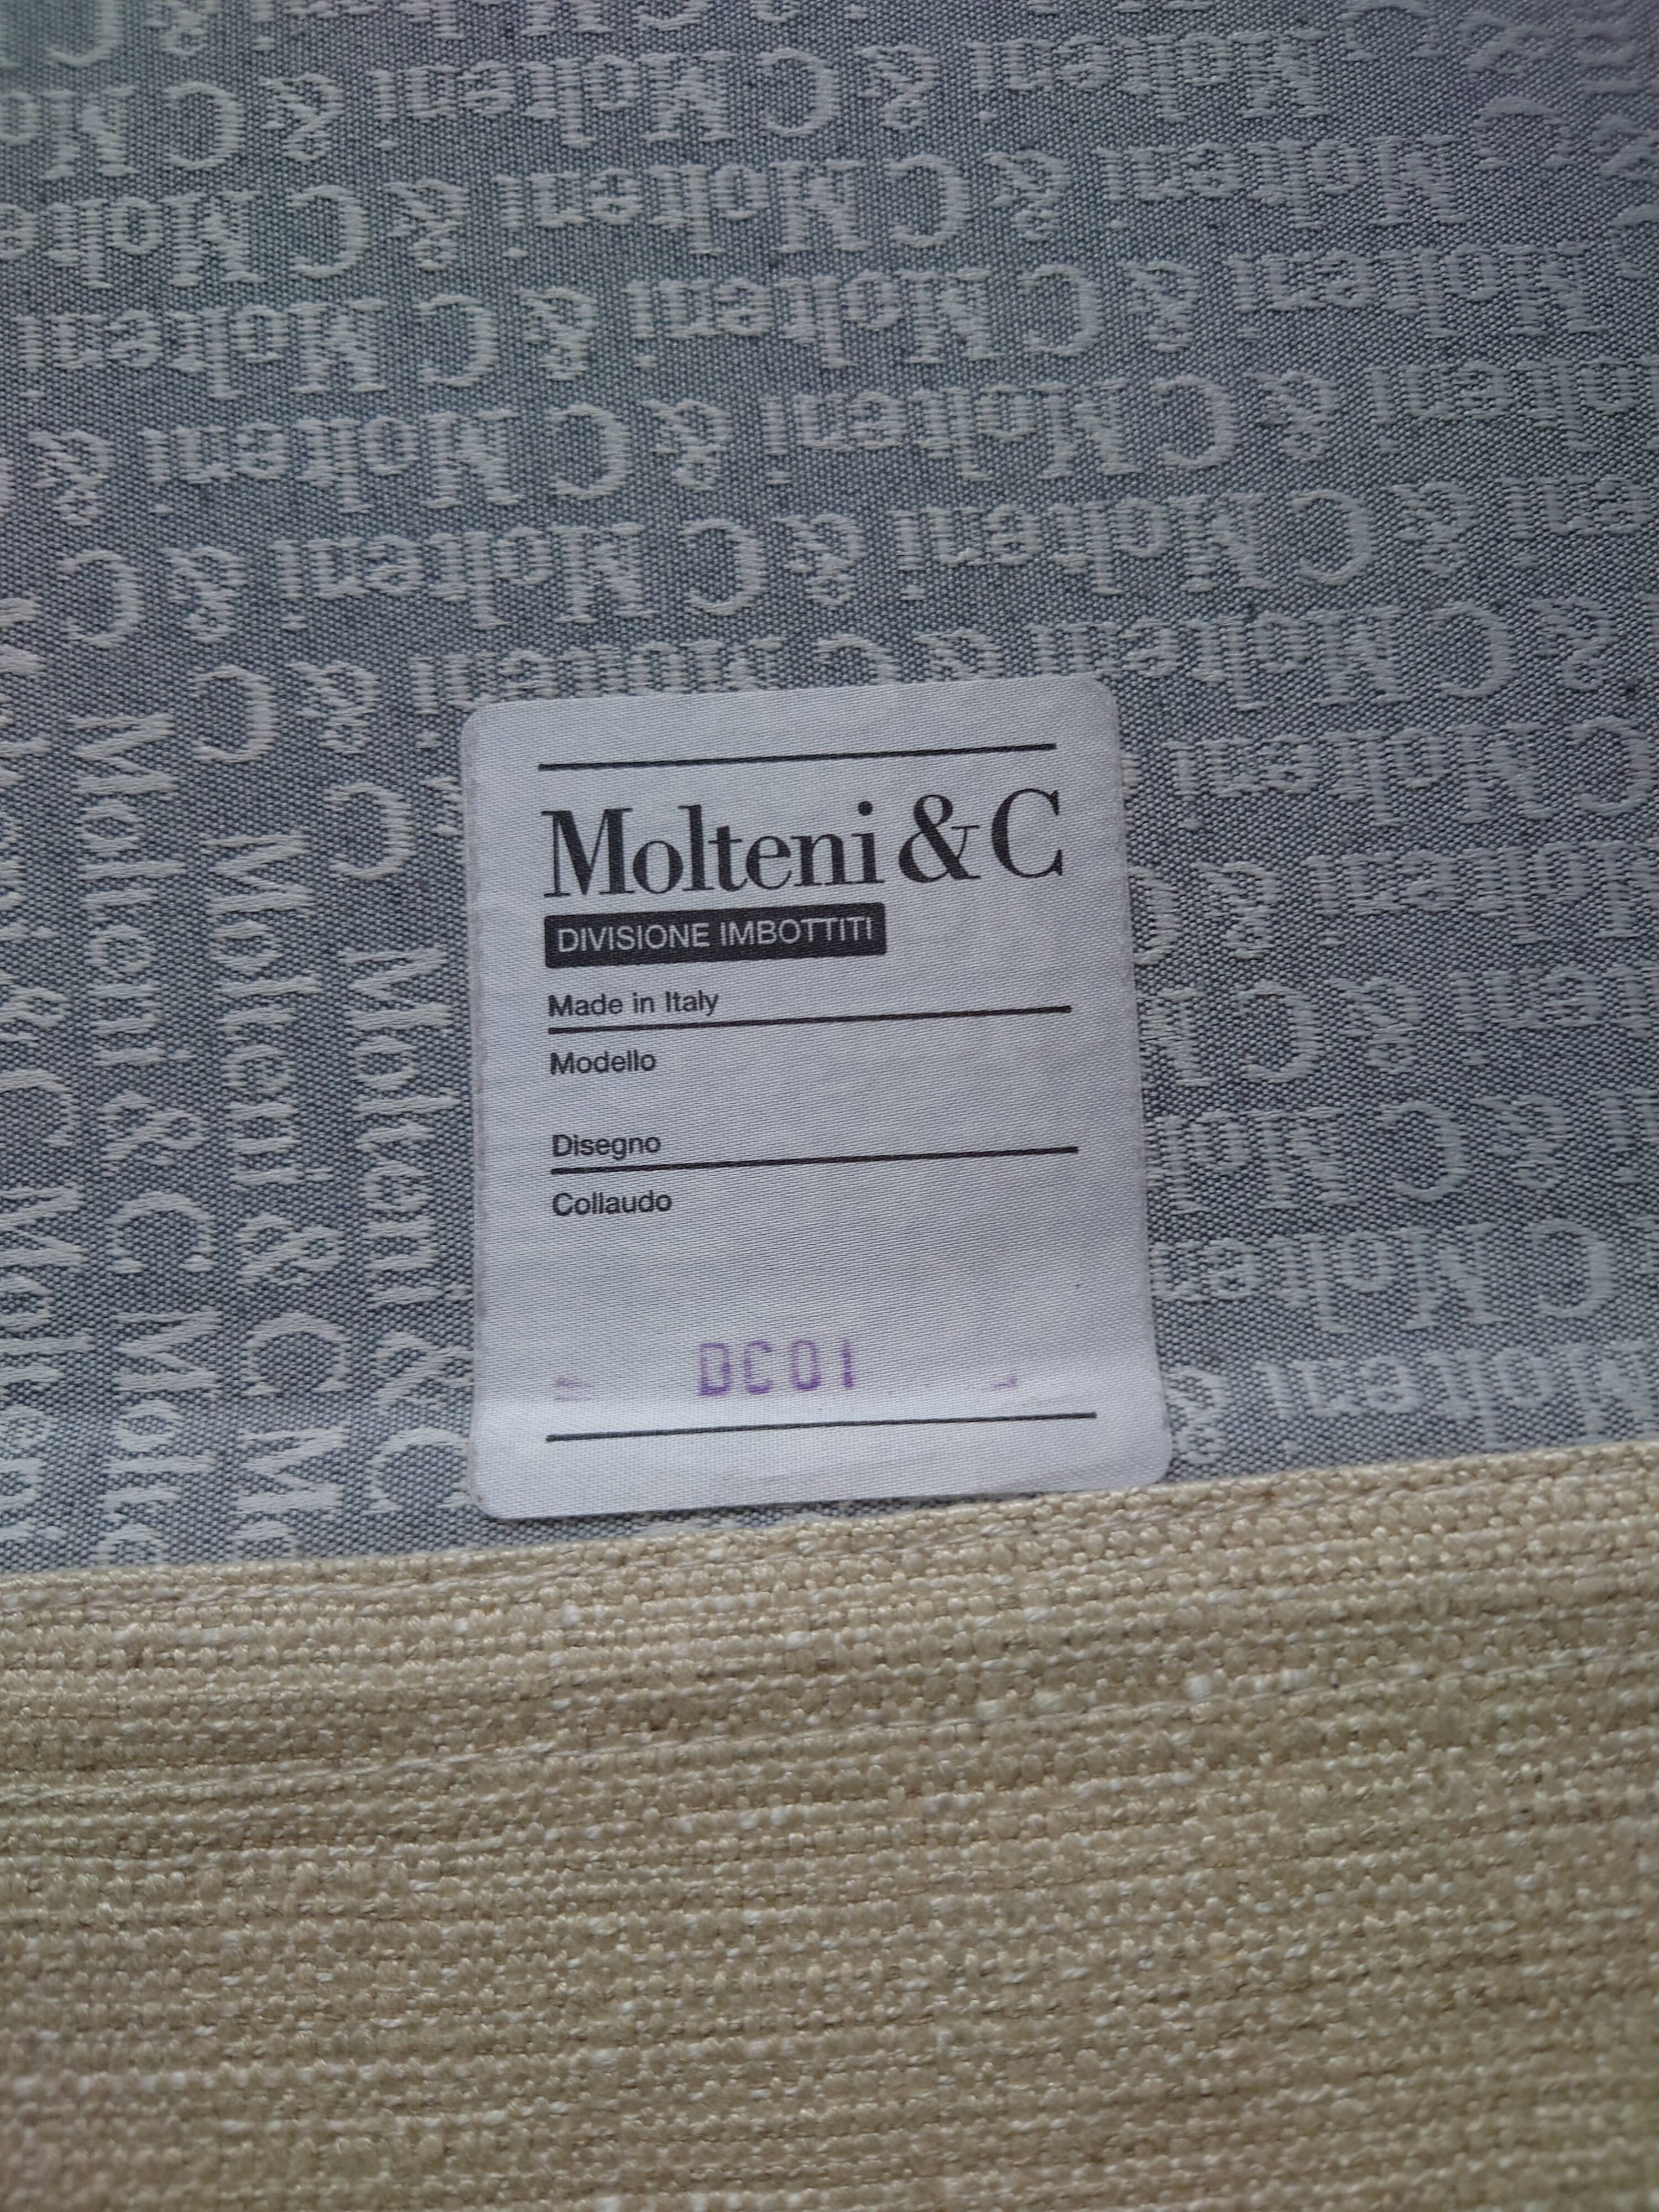 Molteni & C
DIVISIONE IMBOTTITI
Made in Italy
Modello
Disegno
Collaudo
DC01